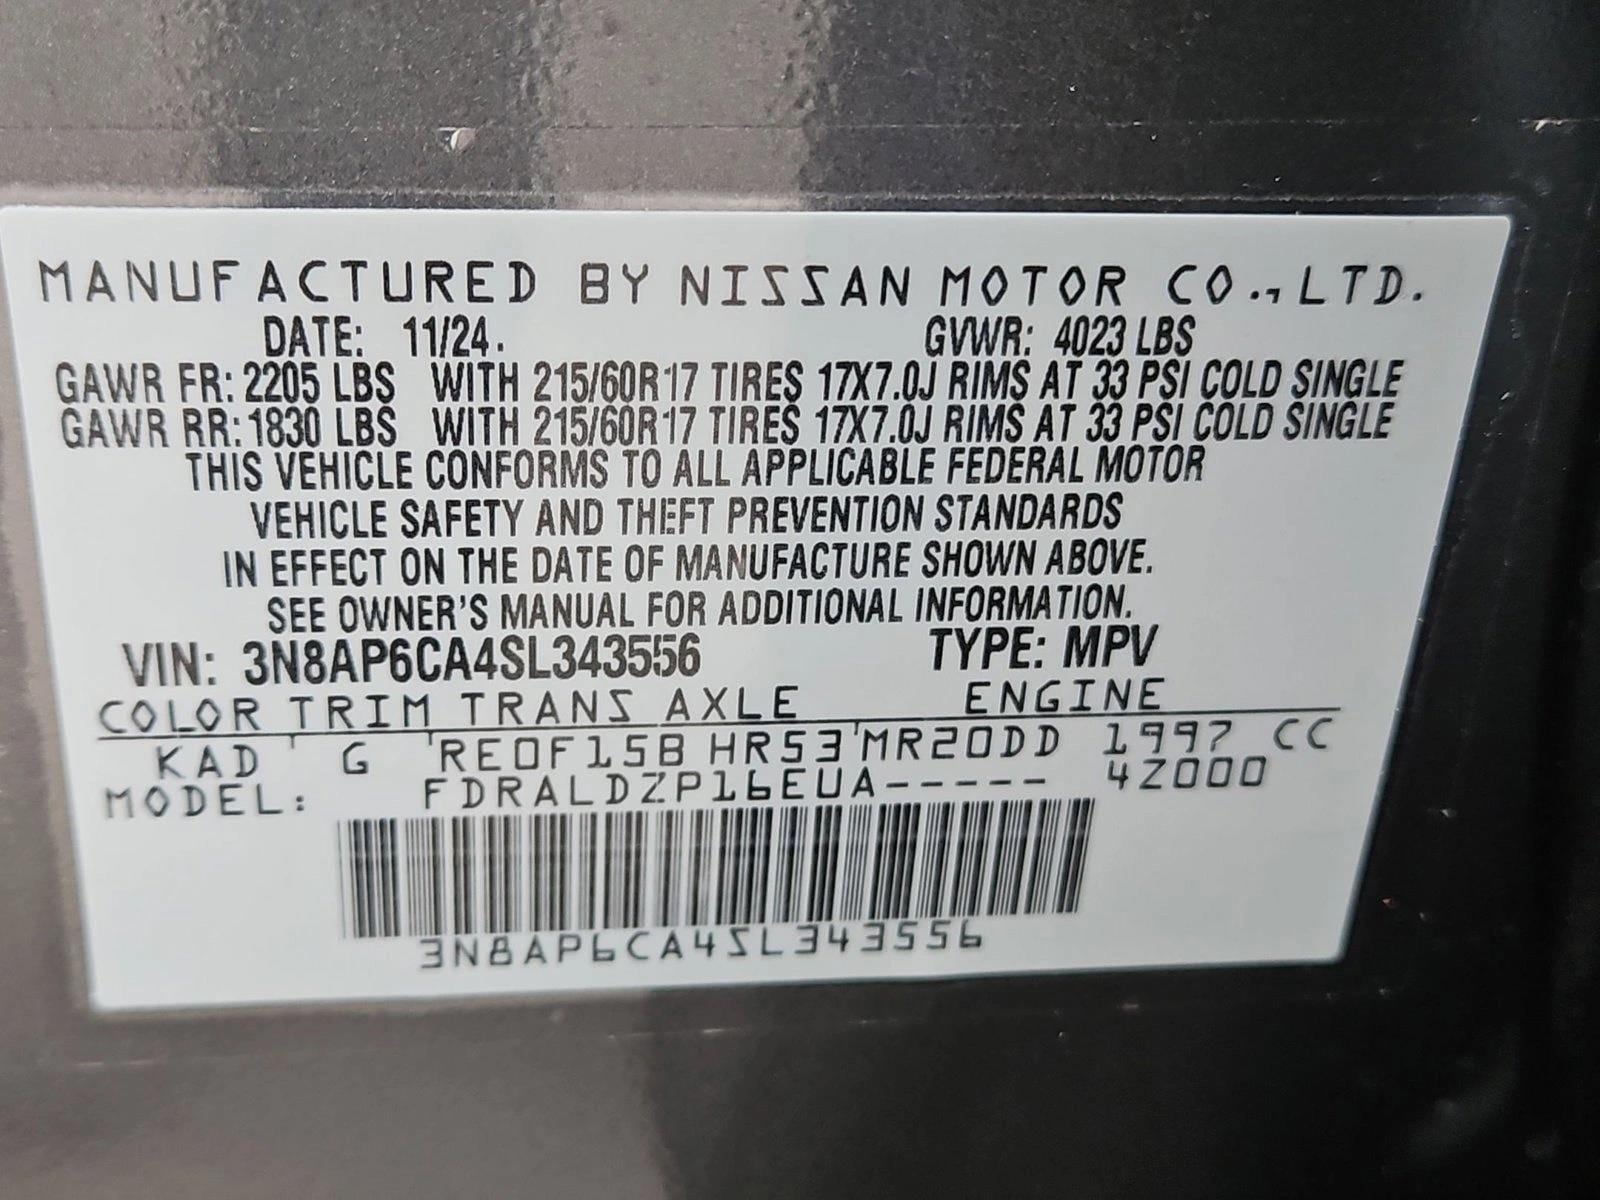 MANUFACTURED BY NISSAN MOTOR CO., LTD.
DATE: 11/24. GVWR: 4023 LBS
GAWR FR: 2205 LBS WITH 215/60R17 TIRES 17X7.0J RIMS AT 33 PSI COLD SINGLE
GAWR RR: 1830 LBS WITH 215/60R17 TIRES 17X7.0J RIMS AT 33 PSI COLD SINGLE
THIS VEHICLE CONFORMS TO ALL APPLICABLE FEDERAL MOTOR
VEHICLE SAFETY AND THEFT PREVENTION STANDARDS
IN EFFECT ON THE DATE OF MANUFACTURE SHOWN ABOVE.
SEE OWNER'S MANUAL FOR ADDITIONAL INFORMATION.
VIN: 3N8AP6CA4SL343556 TYPE: MPV
COLOR TRIM TRANS AXLE ENGINE
KAD G RE0F15B HR53 MR20DD 1997 CC
MODEL: FDRALDZP16EUA----- 4Z000
3N8AP6CA4SL343556